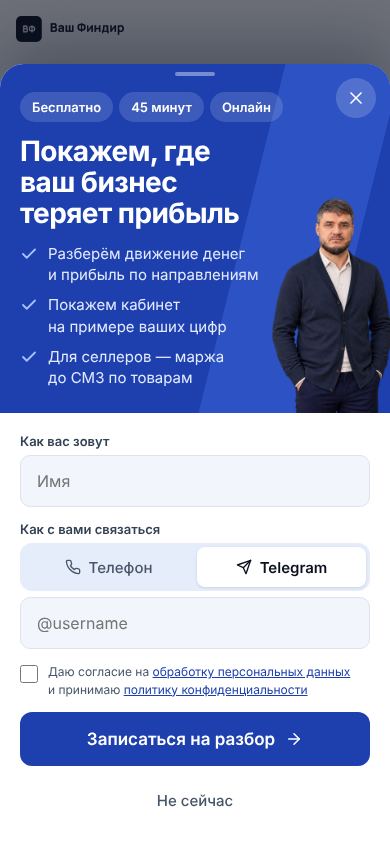 ВФ Ваш Финдир
Бесплатно 45 минут Онлайн
Покажем, где
ваш бизнес
теряет прибыль
Разберём движение денег
и прибыль по направлениям
Покажем кабинет
на примере ваших цифр
Для селлеров — маржа
до СМЗ по товарам
Как вас зовут
Имя
Как с вами связаться
Телефон Telegram
@username
Даю согласие на обработку персональных данных
и принимаю политику конфиденциальности
Записаться на разбор →
Не сейчас